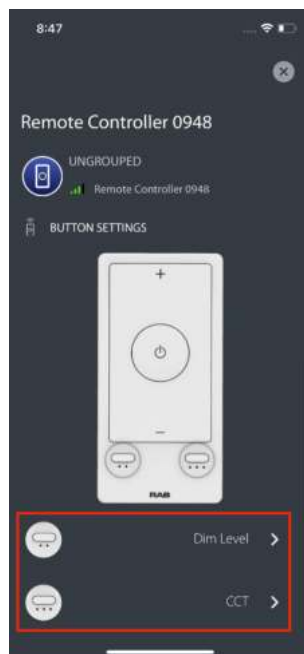 8:47
Remote Controller 0948
UNGROUPED
Remote Controller 0948
BUTTON SETTINGS
+
−
RAB
Dim Level
CCT